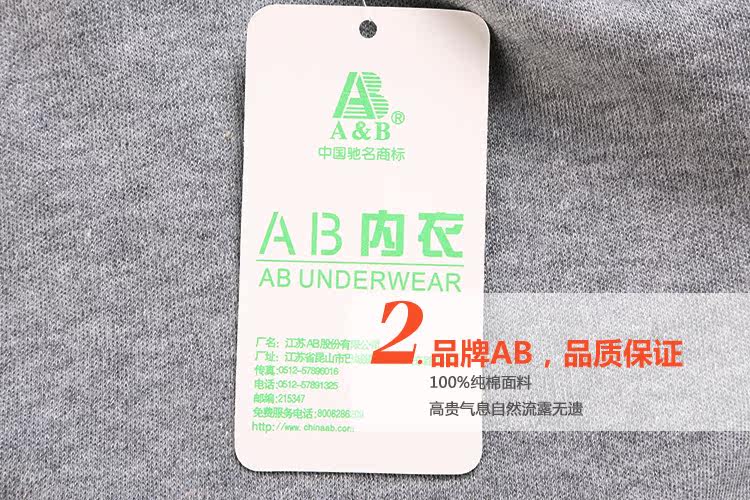 AB
A&B®
中国驰名商标
AB内衣
AB UNDERWEAR
厂名：江苏AB股份有限公司
厂址：江苏省昆山市巴
传真:0512-57896016
电话:0512-57891325
邮编:215347
免费服务电话:8008286
http://www.chinaab.com
2.品牌AB，品质保证
100%纯棉面料
高贵气息自然流露无遗